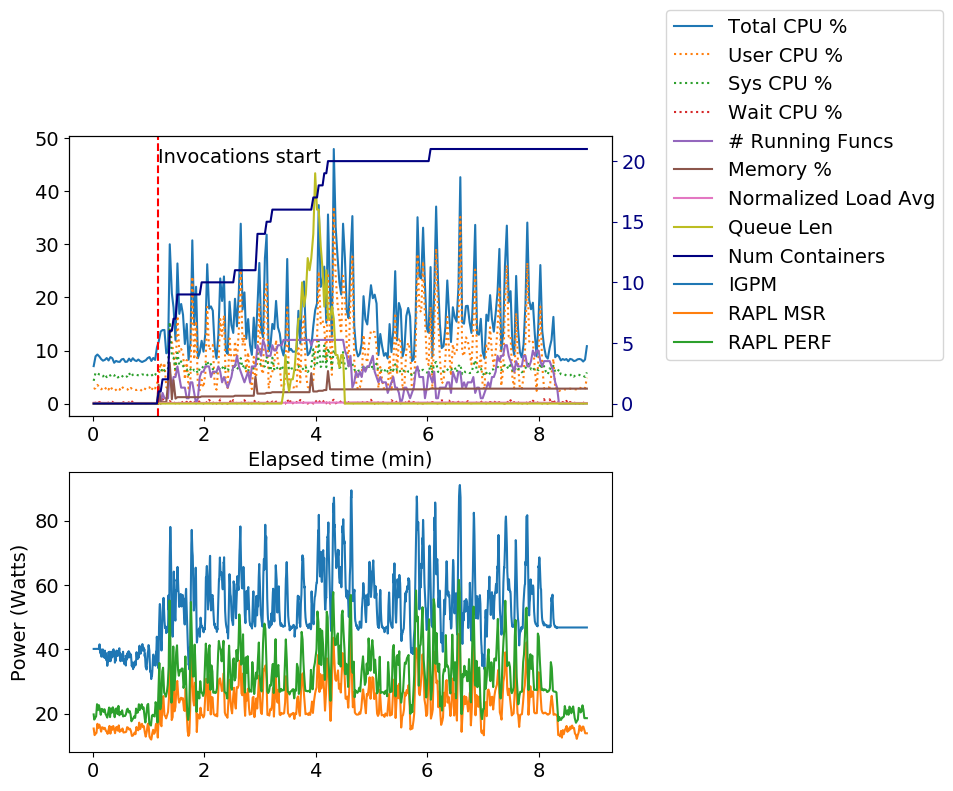 Total CPU %
User CPU %
Sys CPU %
Wait CPU %
# Running Funcs
Memory %
Normalized Load Avg
Queue Len
Num Containers
IGPM
RAPL MSR
RAPL PERF
50
40
30
20
10
0
Invocations start
20
15
10
5
0
0 2 4 6 8
Elapsed time (min)
Power (Watts)
80
60
40
20
0 2 4 6 8